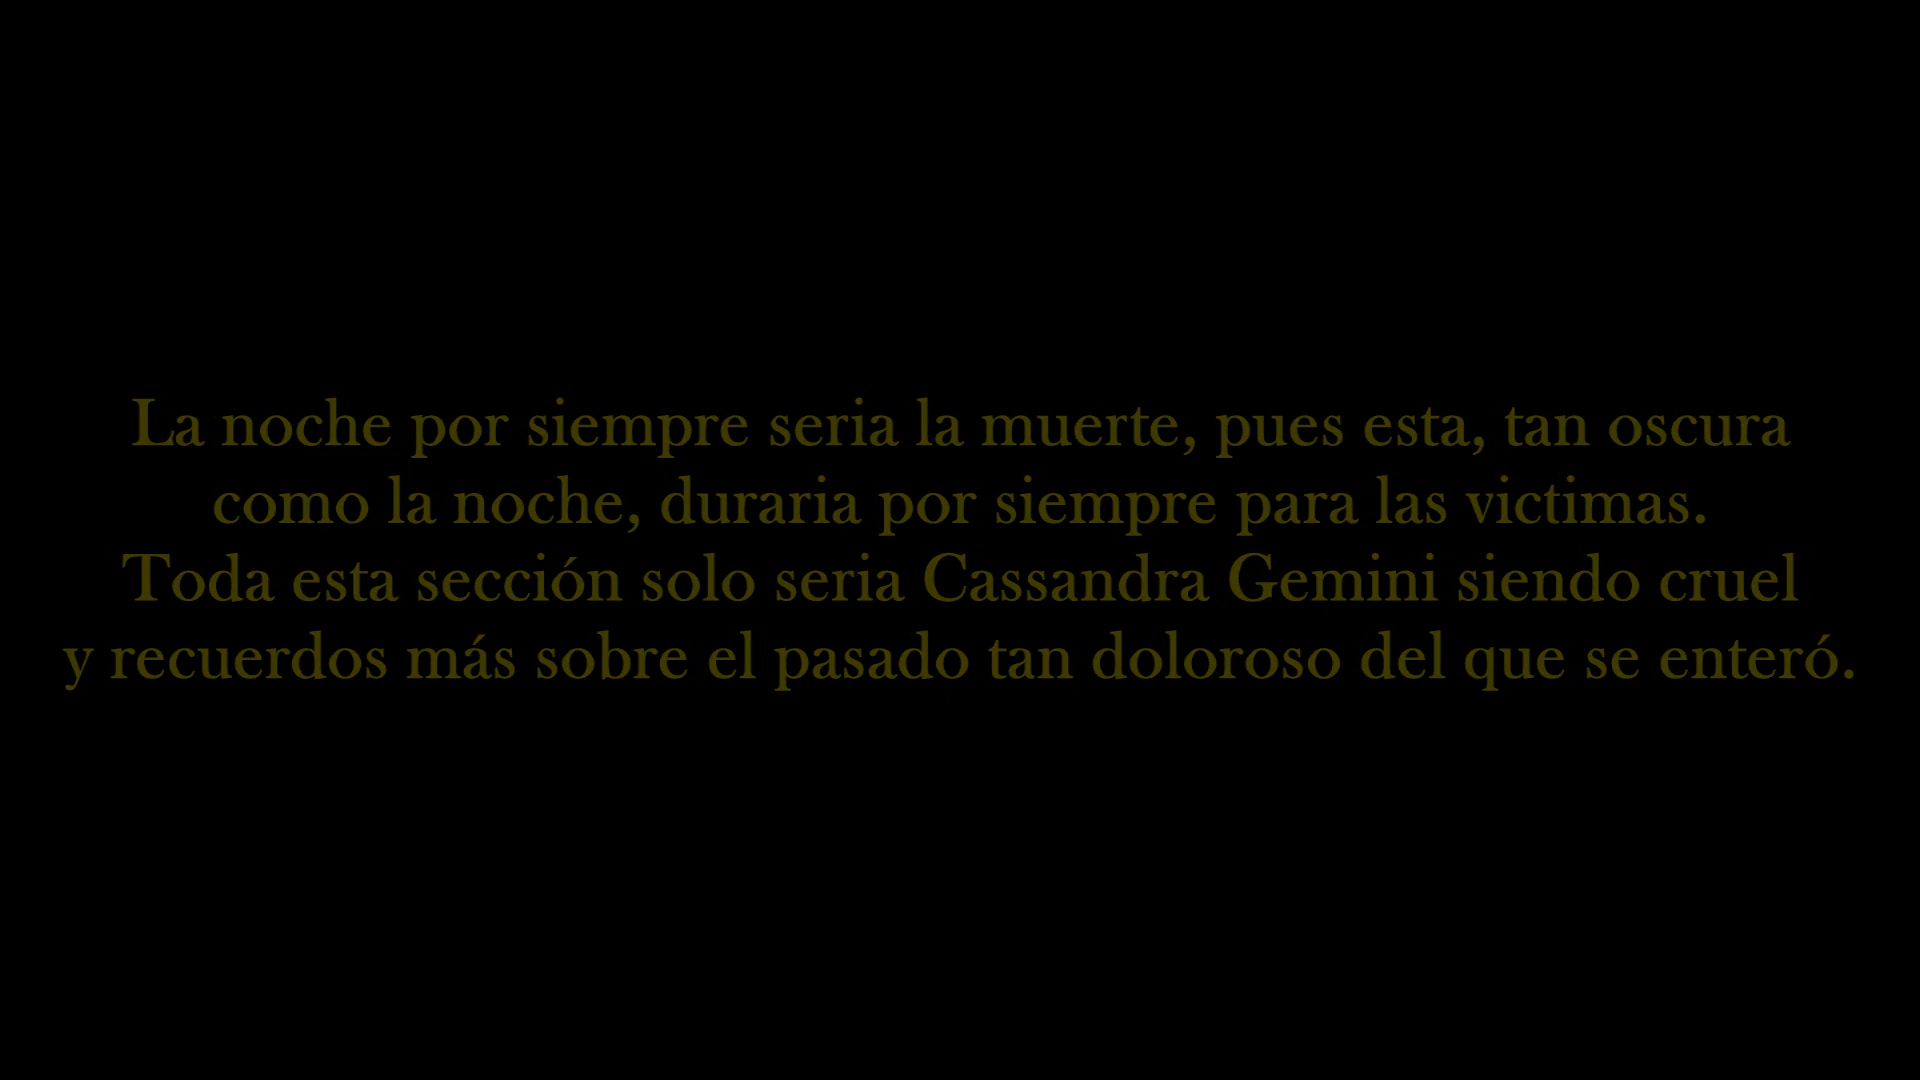 La noche por siempre seria la muerte, pues esta, tan oscura
como la noche, duraria por siempre para las victimas.
Toda esta sección solo seria Cassandra Gemini siendo cruel
y recuerdos más sobre el pasado tan doloroso del que se enteró.